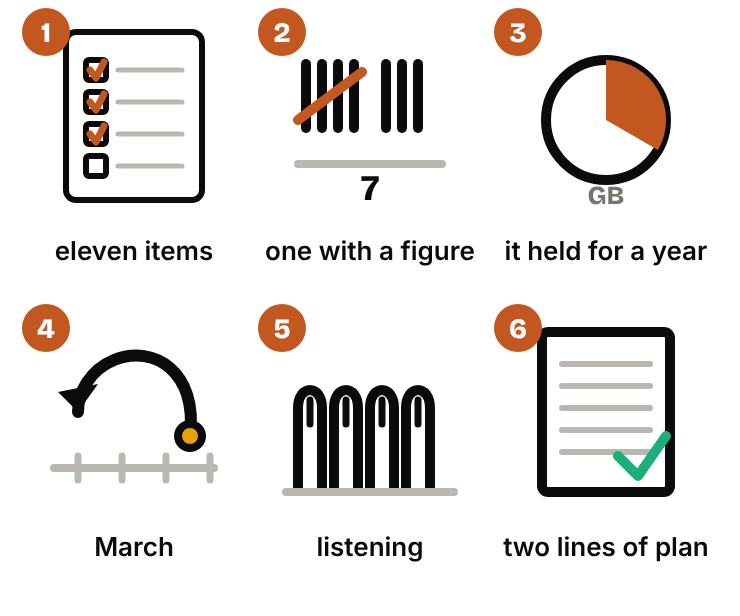 1
2
3
7
GB
eleven items
one with a figure
it held for a year
4
5
6
March
listening
two lines of plan